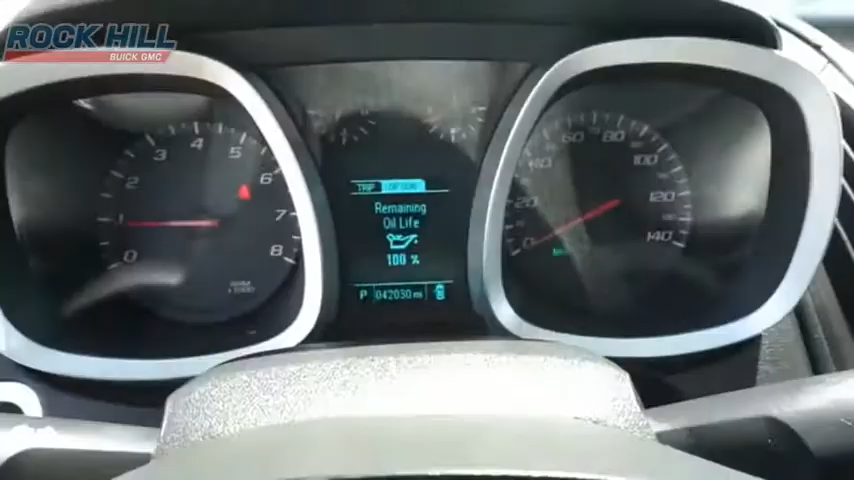 ROCK HILL
BUICK GMC
TRIP | OPTION
Remaining
Oil Life
100 %
P 042030 mi
0 1 2 3 4 5 6 7 8
0 20 40 60 80 100 120 140